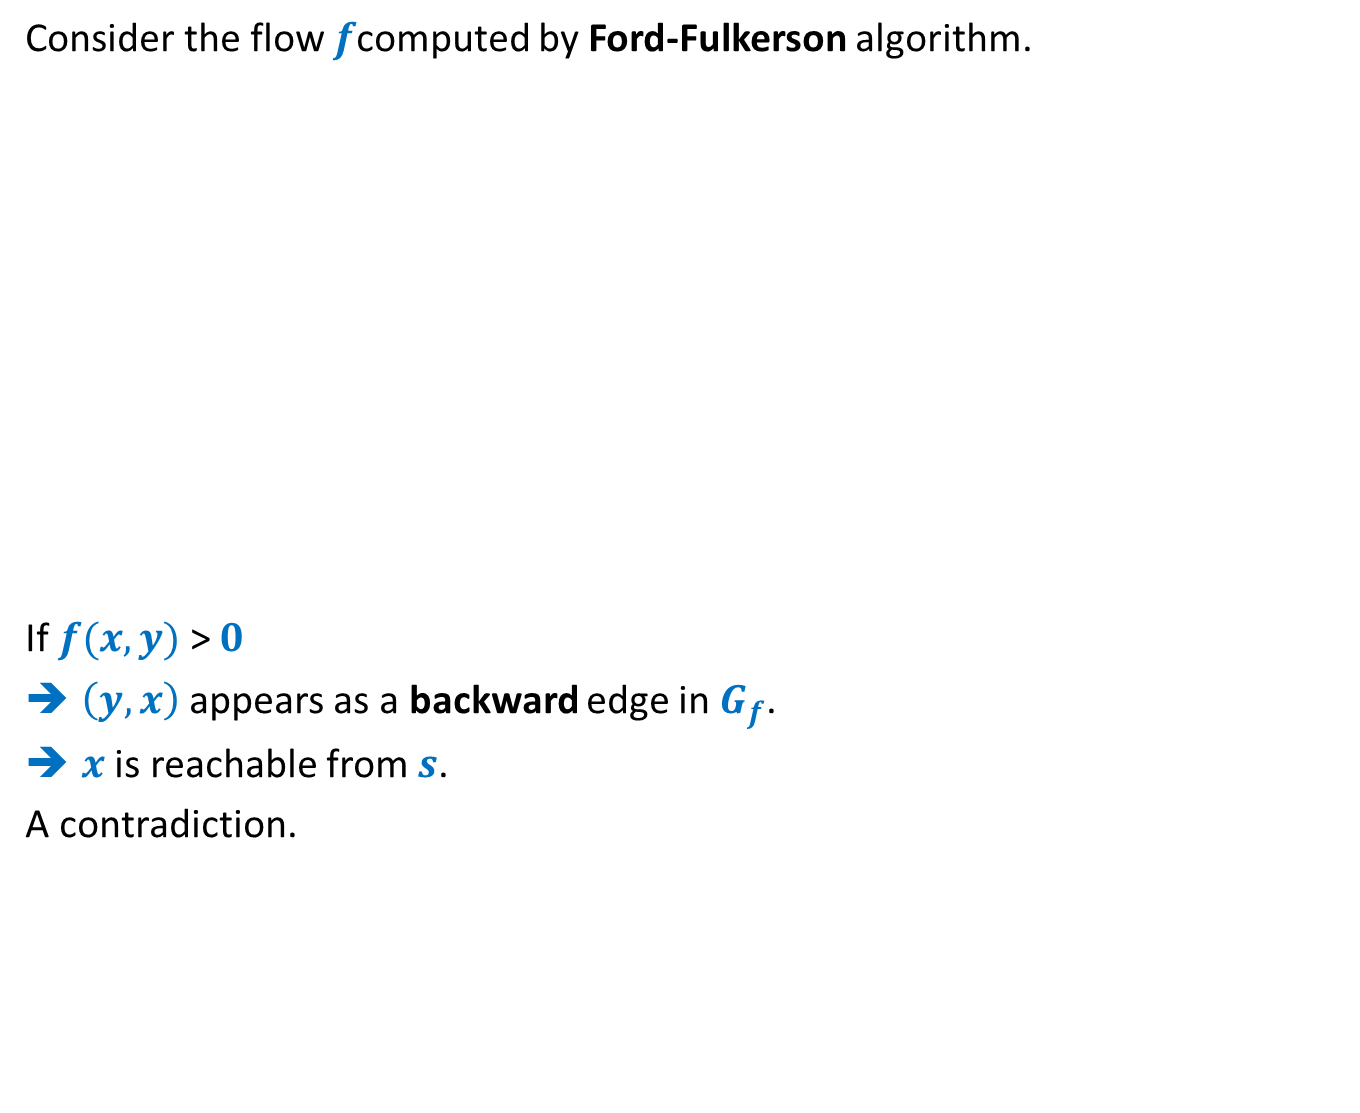 Consider the flow f computed by Ford-Fulkerson algorithm.
If f(x, y) > 0
➔ (y, x) appears as a backward edge in G_f.
➔ x is reachable from s.
A contradiction.